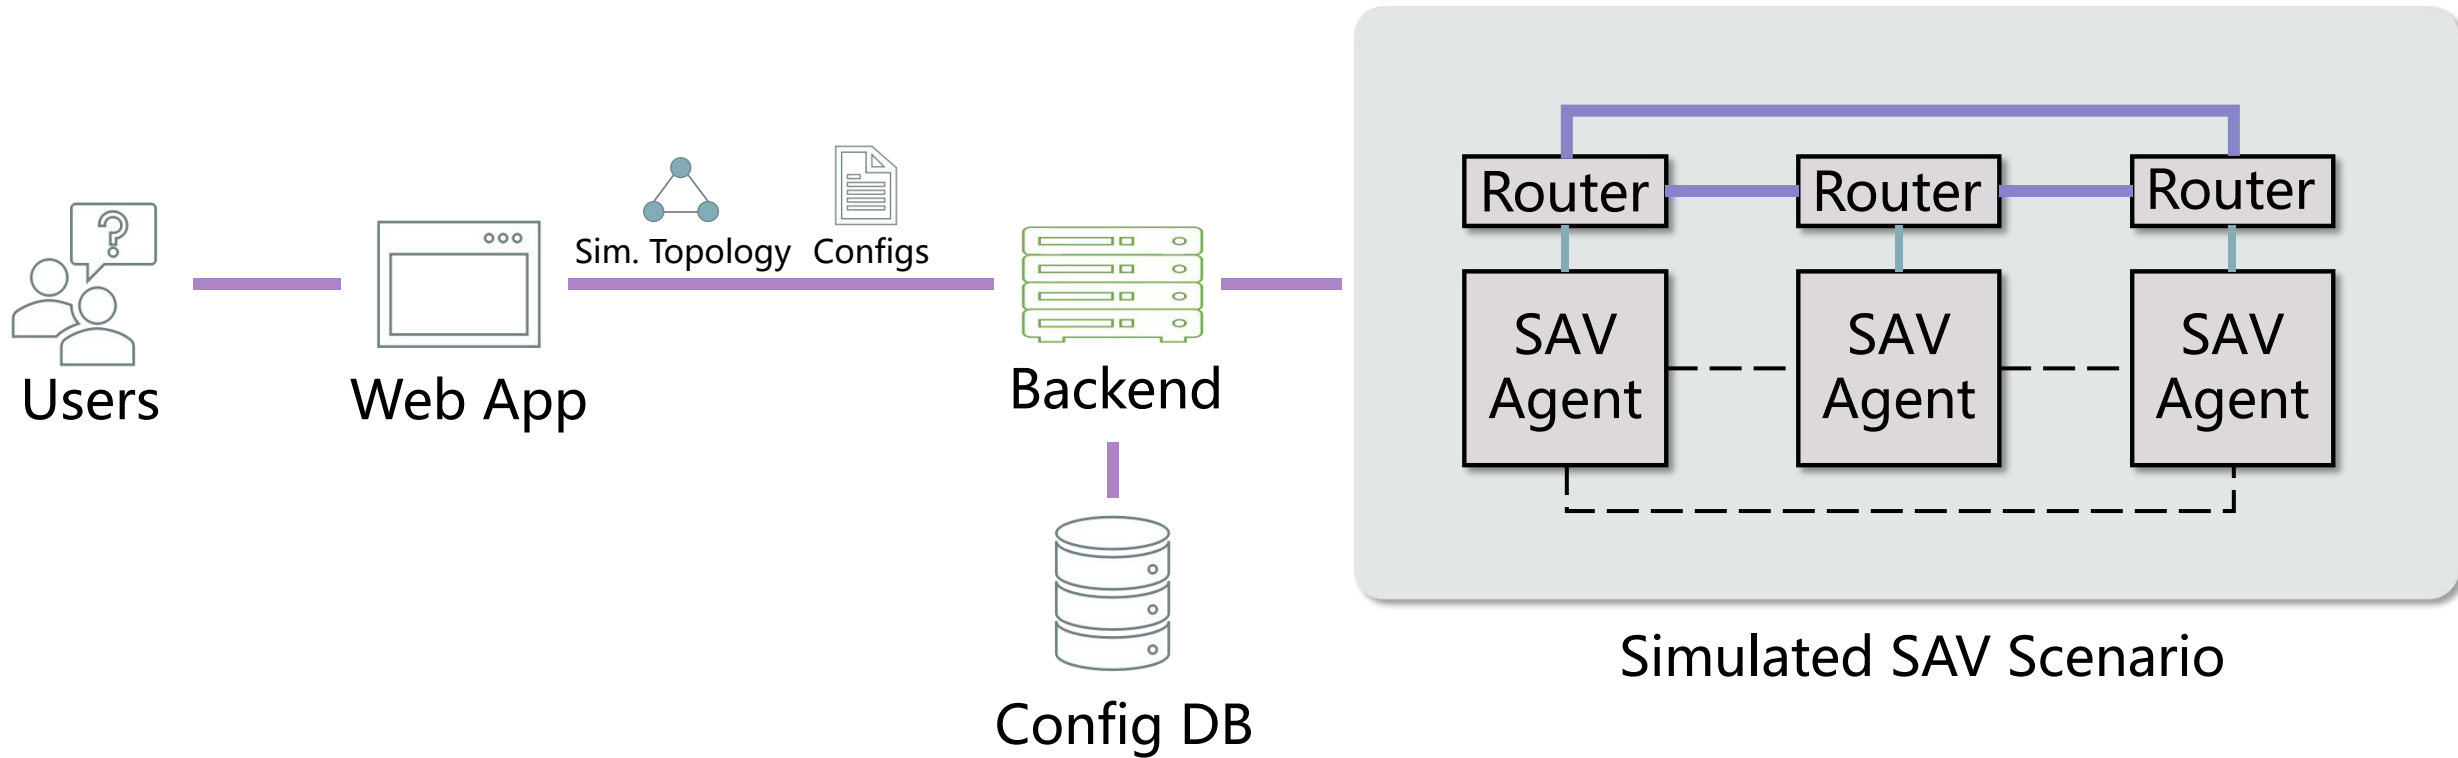 ?
Users
Web App
Sim. Topology
Configs
Backend
Config DB
Router
Router
Router
SAV
Agent
SAV
Agent
SAV
Agent
Simulated SAV Scenario